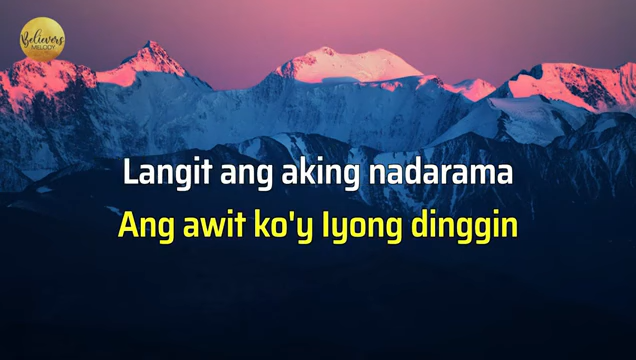 Believers
MELODY
Langit ang aking nadarama
Ang awit ko'y Iyong dinggin